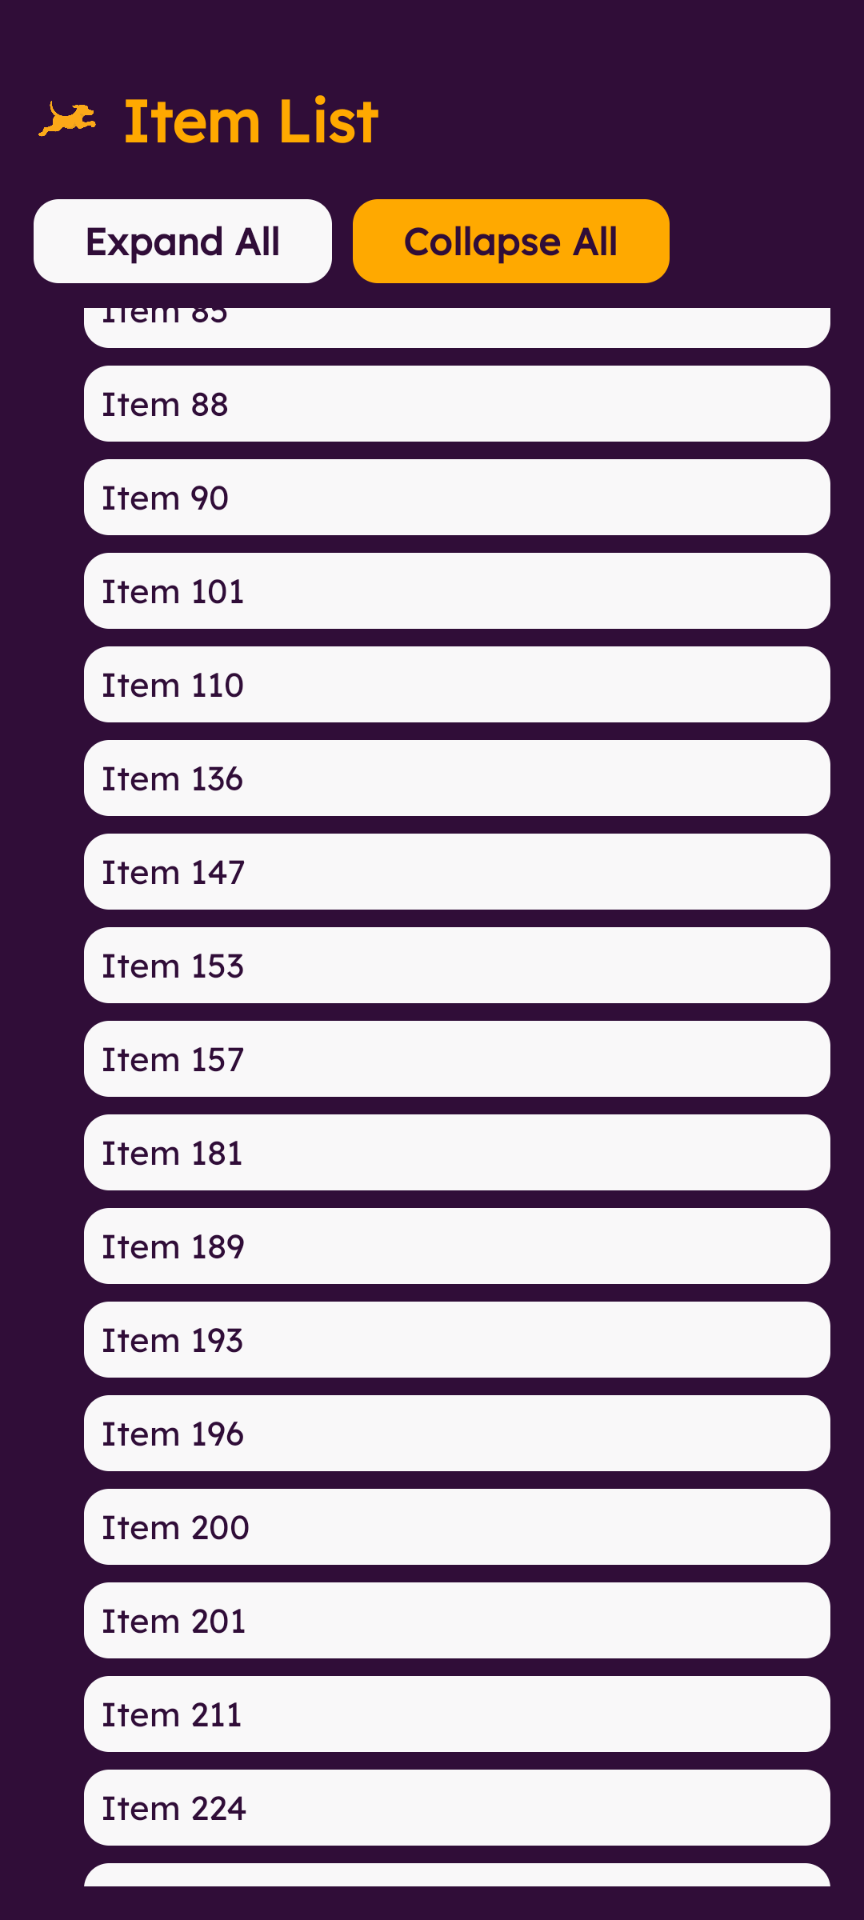 Item List
Expand All
Collapse All
Item 85
Item 88
Item 90
Item 101
Item 110
Item 136
Item 147
Item 153
Item 157
Item 181
Item 189
Item 193
Item 196
Item 200
Item 201
Item 211
Item 224